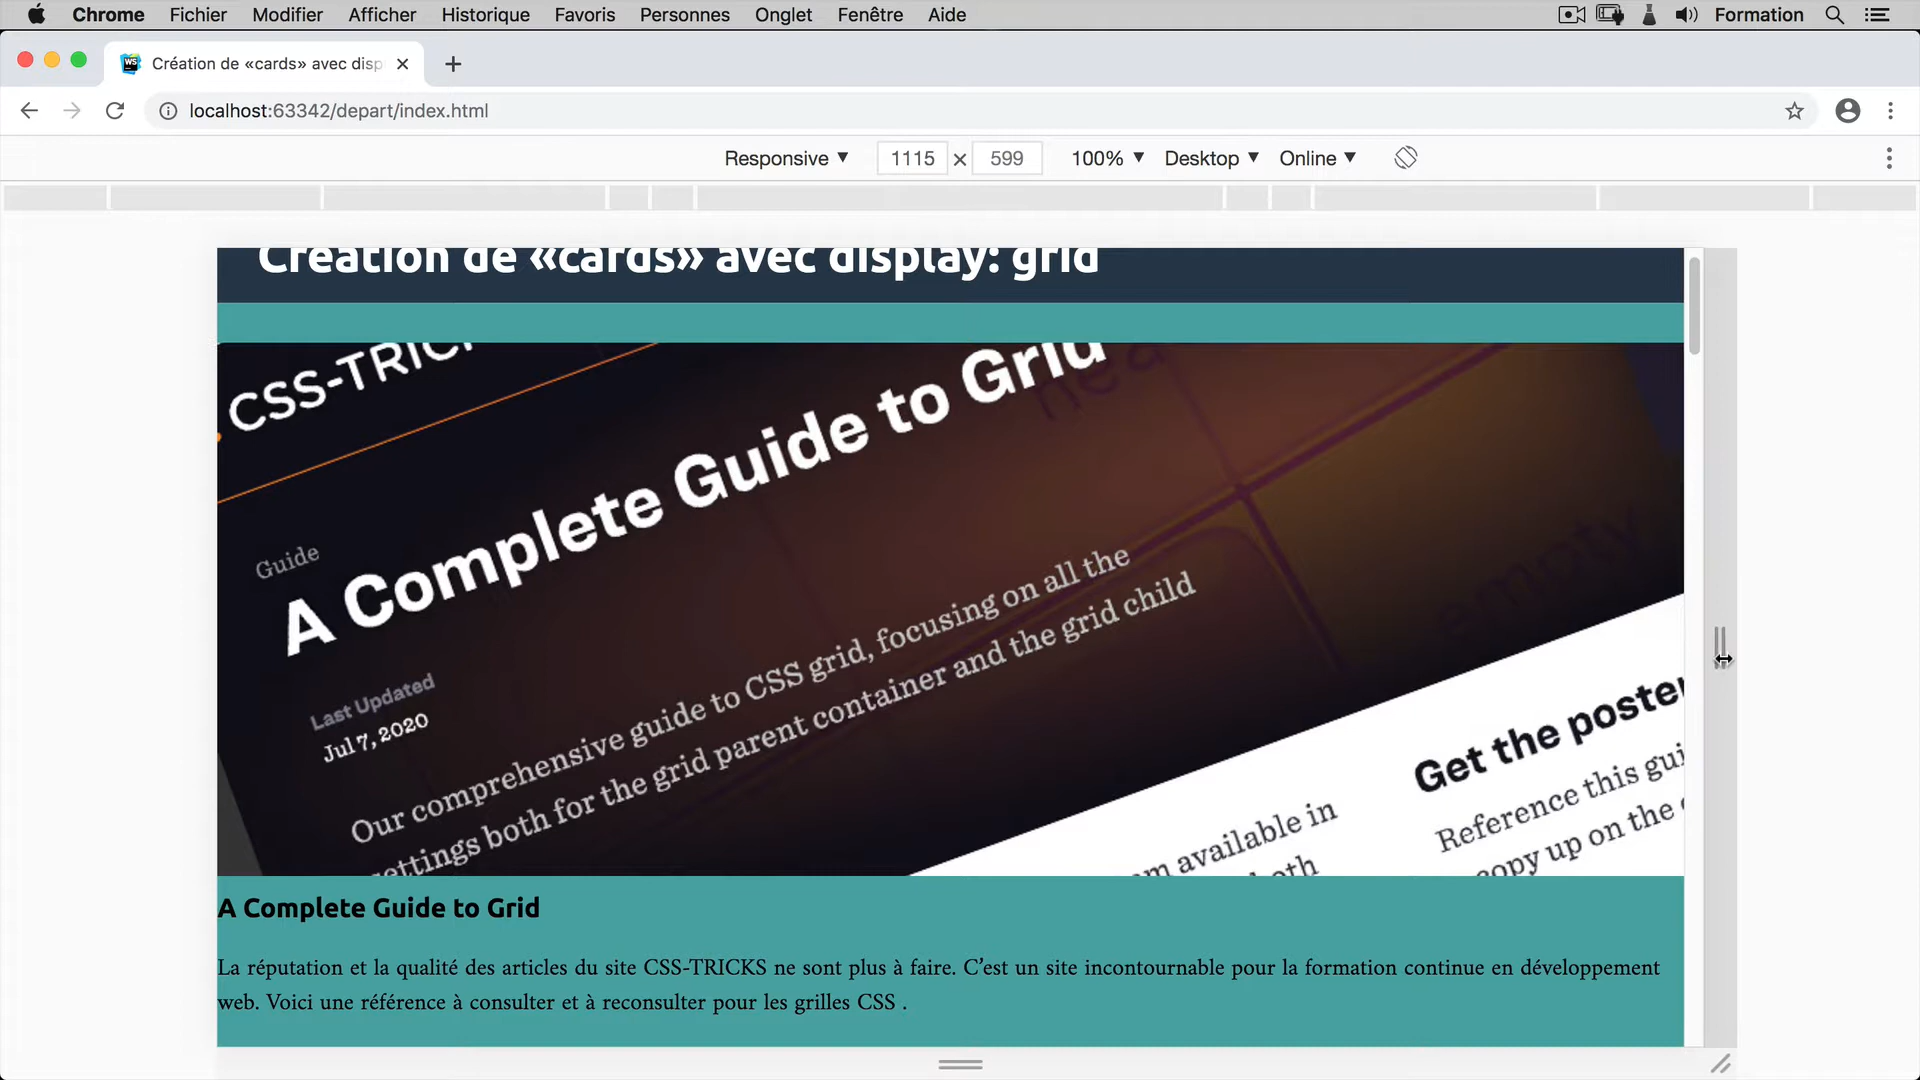 Chrome Fichier Modifier Afficher Historique Favoris Personnes Onglet Fenêtre Aide Formation
WS Création de «cards» avec disp
localhost:63342/depart/index.html
Responsive ▼ 1115 × 599 100% ▼ Desktop ▼ Online ▼
Création de «cards» avec display: grid
CSS-TRICK
Guide
A Complete Guide to Grid
Last Updated
Jul 7, 2020
Our comprehensive guide to CSS grid, focusing on all the
settings both for the grid parent container and the grid child
empty
Get the poster
Reference this gui
copy up on the
available in
both
A Complete Guide to Grid
La réputation et la qualité des articles du site CSS-TRICKS ne sont plus à faire. C’est un site incontournable pour la formation continue en développement
web. Voici une référence à consulter et à reconsulter pour les grilles CSS .